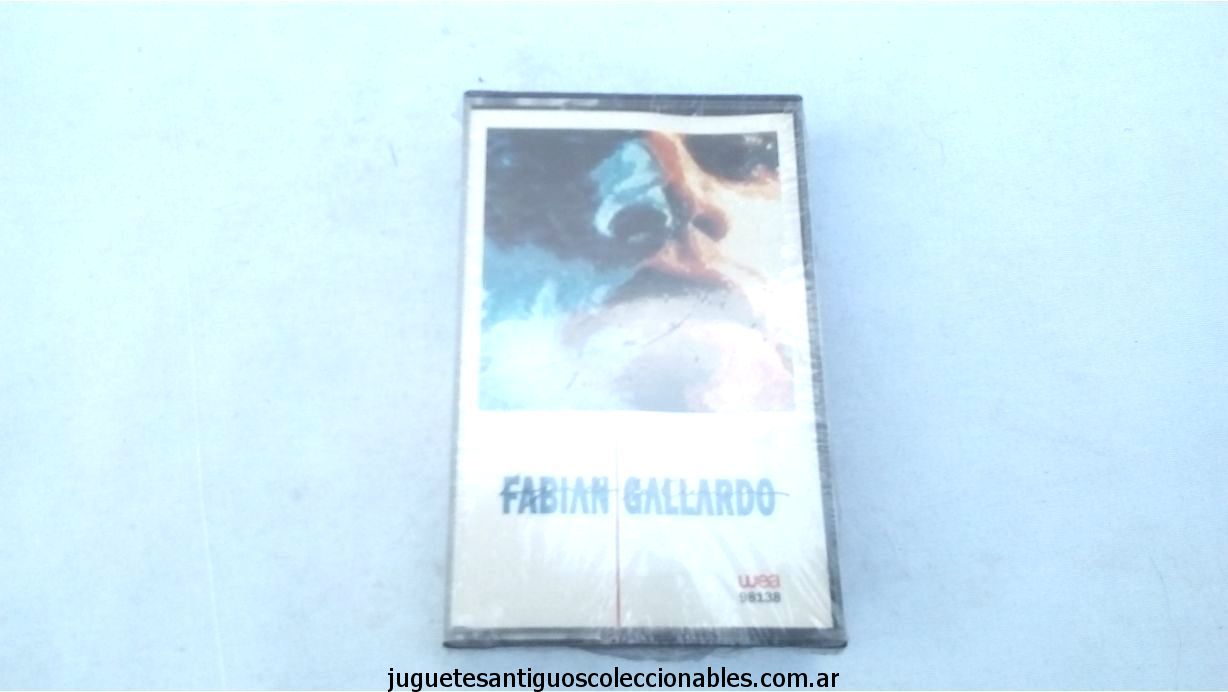 FABIAN GALLARDO
wea
98138
juguetesantiguoscoleccionables.com.ar